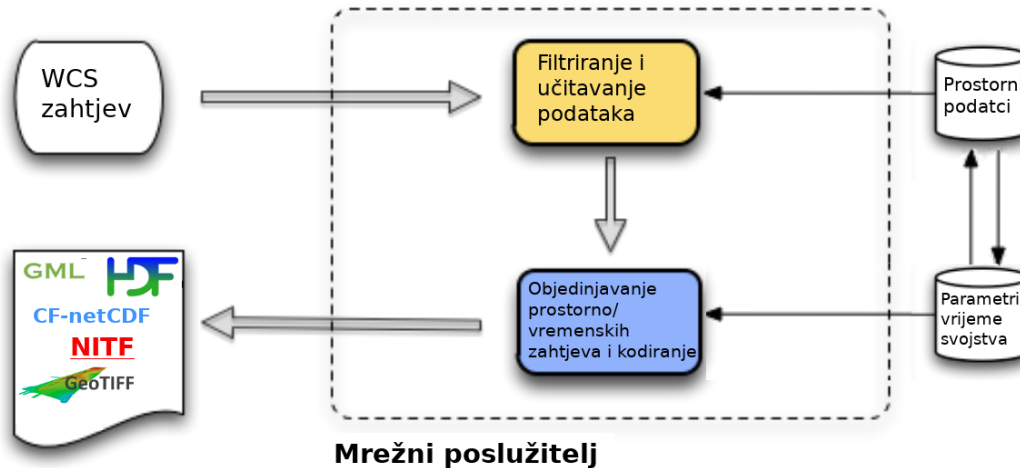 WCS
zahtjev
Filtriranje i
učitavanje
podataka
Prostorni
podatci
GML HDF
CF-netCDF
NITF
GeoTIFF
Objedinjavanje
prostorno/
vremenskih
zahtjeva i kodiranje
Parametri
vrijeme
svojstva
Mrežni poslužitelj